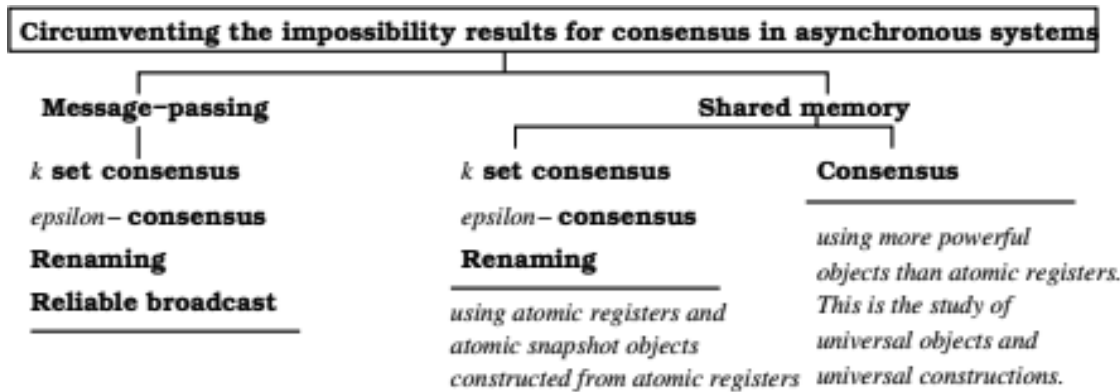 Circumventing the impossibility results for consensus in asynchronous systems
Message-passing
k set consensus
epsilon- consensus
Renaming
Reliable broadcast
Shared memory
k set consensus
epsilon- consensus
Renaming
using atomic registers and
atomic snapshot objects
constructed from atomic registers
Consensus
using more powerful
objects than atomic registers.
This is the study of
universal objects and
universal constructions.